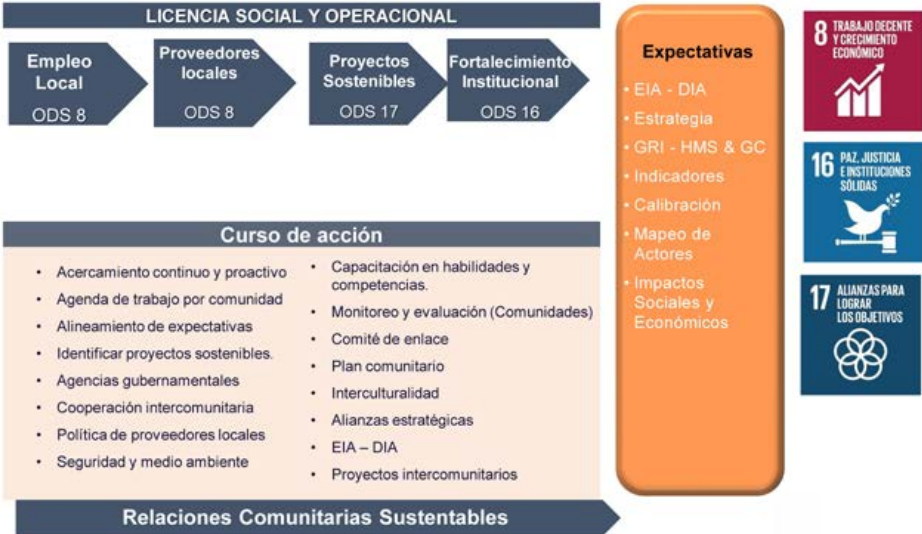 LICENCIA SOCIAL Y OPERACIONAL
Empleo
Local
ODS 8
Proveedores
locales
ODS 8
Proyectos
Sostenibles
ODS 17
Fortalecimiento
Institucional
ODS 16
Curso de acción
• Acercamiento continuo y proactivo
• Agenda de trabajo por comunidad
• Alineamiento de expectativas
• Identificar proyectos sostenibles.
• Agencias gubernamentales
• Cooperación intercomunitaria
• Política de proveedores locales
• Seguridad y medio ambiente
• Capacitación en habilidades y
competencias.
• Monitoreo y evaluación (Comunidades)
• Comité de enlace
• Plan comunitario
• Interculturalidad
• Alianzas estratégicas
• EIA – DIA
• Proyectos intercomunitarios
Relaciones Comunitarias Sustentables
Expectativas
• EIA - DIA
• Estrategia
• GRI - HMS & GC
• Indicadores
• Calibración
• Mapeo de
Actores
• Impactos
Sociales y
Económicos
8 TRABAJO DECENTE
Y CRECIMIENTO
ECONÓMICO
16 PAZ, JUSTICIA
E INSTITUCIONES
SÓLIDAS
17 ALIANZAS PARA
LOGRAR
LOS OBJETIVOS